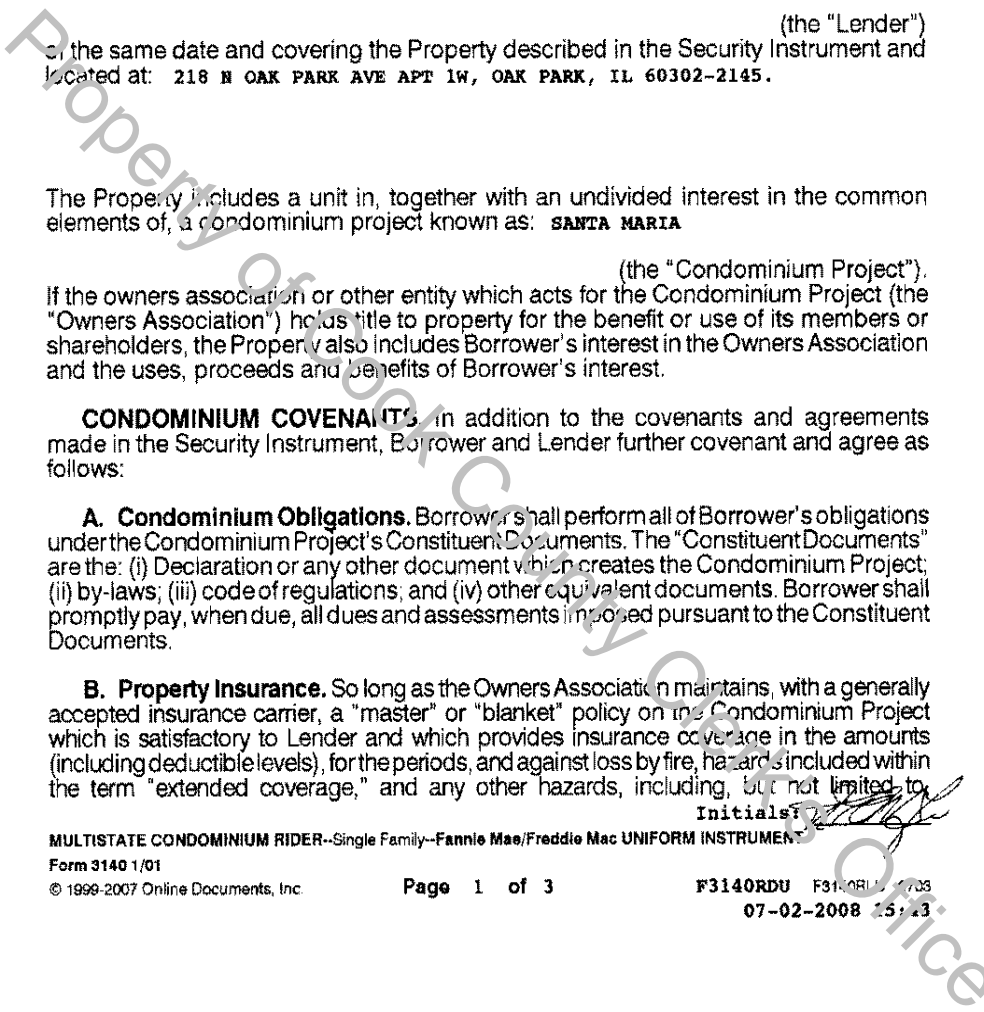 (the "Lender")
of the same date and covering the Property described in the Security Instrument and
located at: 218 N OAK PARK AVE APT 1W, OAK PARK, IL 60302-2145.
The Property includes a unit in, together with an undivided interest in the common
elements of, a condominium project known as: SANTA MARIA
(the "Condominium Project").
If the owners association or other entity which acts for the Condominium Project (the
"Owners Association") holds title to property for the benefit or use of its members or
shareholders, the Property also includes Borrower's interest in the Owners Association
and the uses, proceeds and benefits of Borrower's interest.
CONDOMINIUM COVENANTS. In addition to the covenants and agreements
made in the Security Instrument, Borrower and Lender further covenant and agree as
follows:
A. Condominium Obligations. Borrower shall perform all of Borrower's obligations
under the Condominium Project's Constituent Documents. The "Constituent Documents"
are the: (i) Declaration or any other document which creates the Condominium Project;
(ii) by-laws; (iii) code of regulations; and (iv) other equivalent documents. Borrower shall
promptly pay, when due, all dues and assessments imposed pursuant to the Constituent
Documents.
B. Property Insurance. So long as the Owners Association maintains, with a generally
accepted insurance carrier, a "master" or "blanket" policy on the Condominium Project
which is satisfactory to Lender and which provides insurance coverage in the amounts
(including deductible levels), for the periods, and against loss by fire, hazards included within
the term "extended coverage," and any other hazards, including, but not limited to,
Initials:
MULTISTATE CONDOMINIUM RIDER--Single Family--Fannie Mae/Freddie Mac UNIFORM INSTRUMENT
Form 3140 1/01
© 1999-2007 Online Documents, Inc. Page 1 of 3 F3140RDU F3140RLU 0703
07-02-2008 15:13
Property of Cook County Clerk's Office